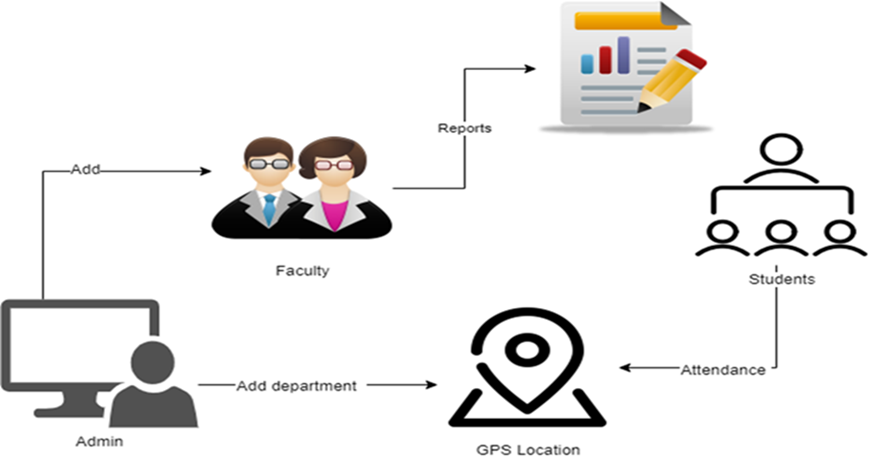 Reports
Add
Faculty
Students
Attendance
Add department
Admin
GPS Location